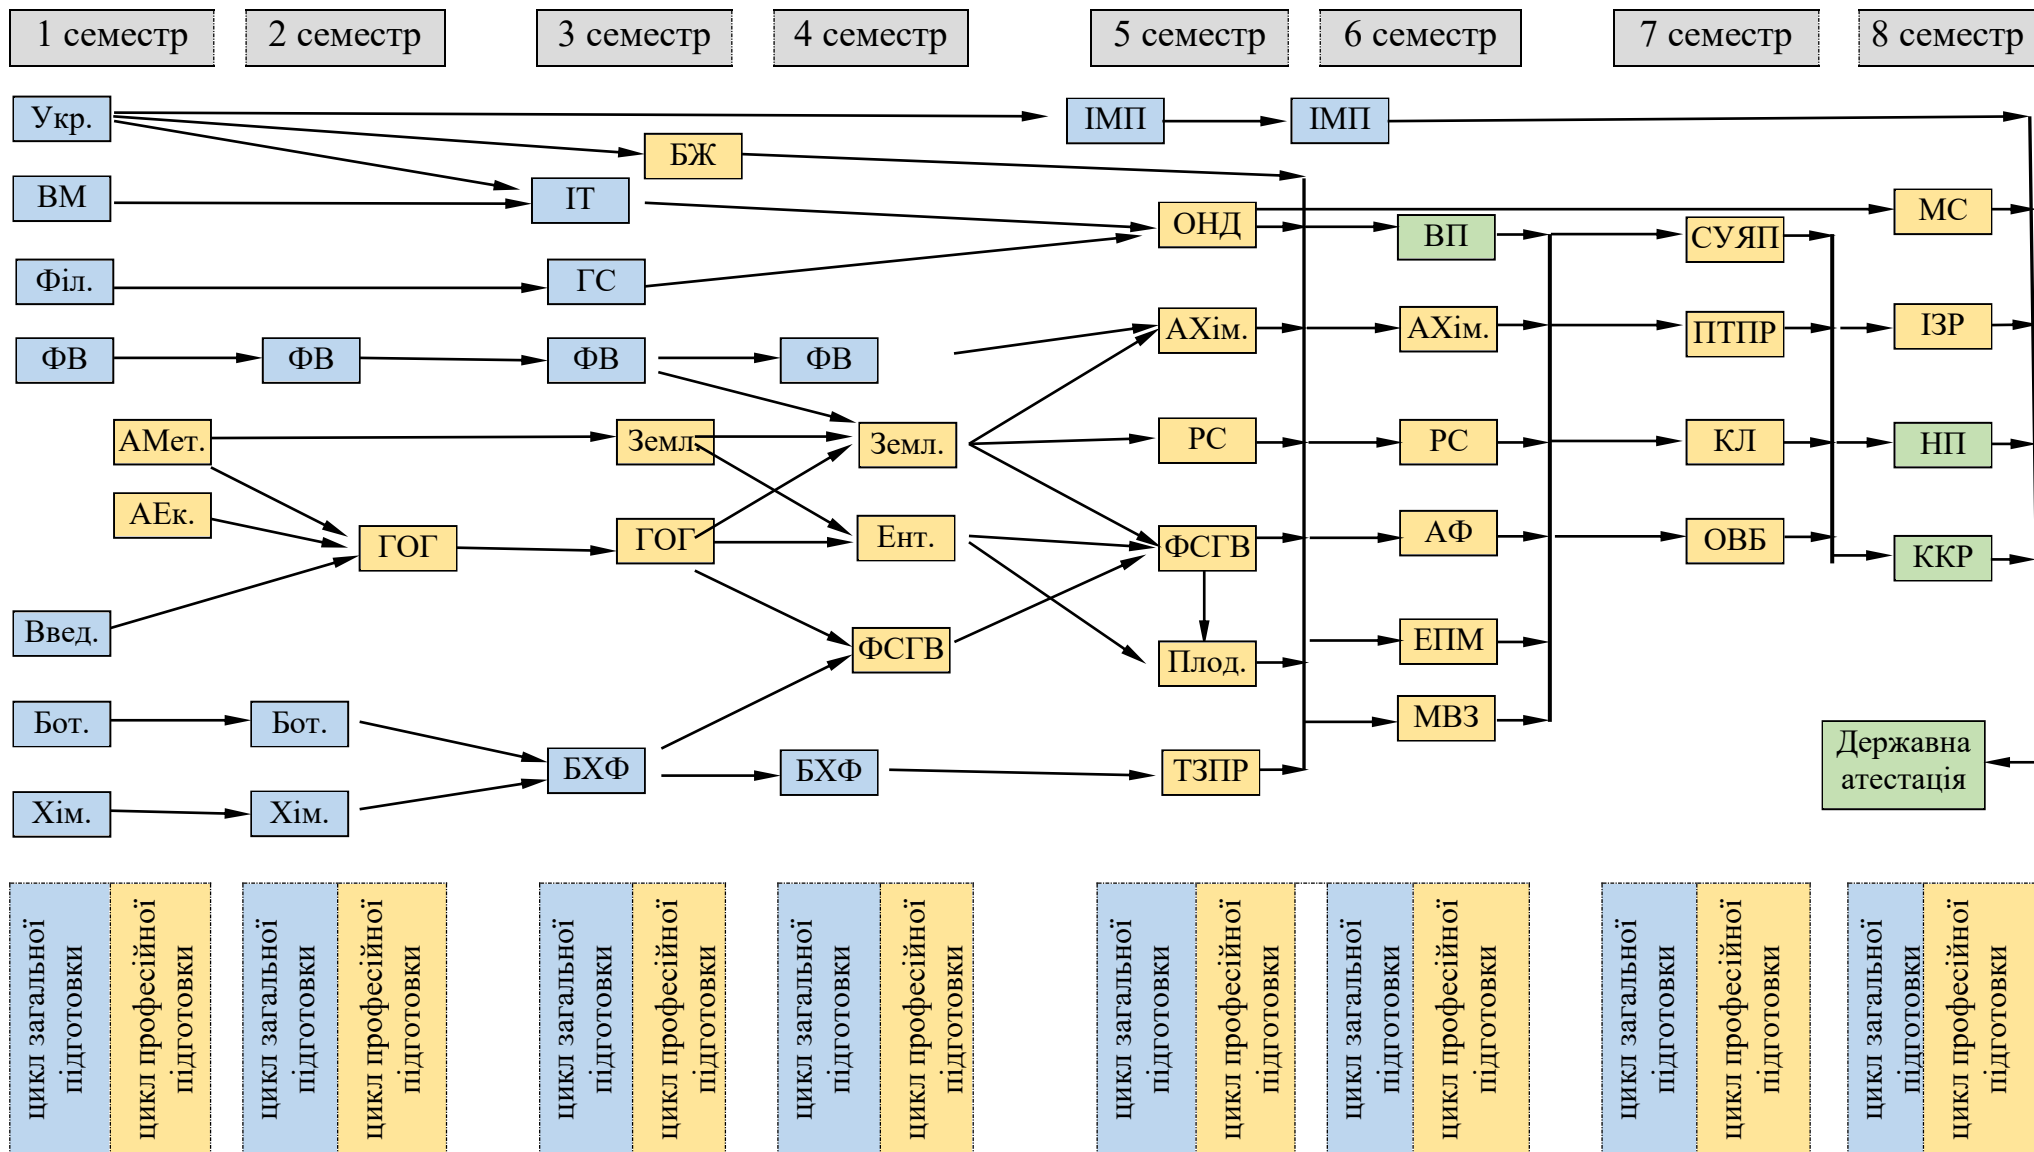 1 семестр
2 семестр
3 семестр
4 семестр
5 семестр
6 семестр
7 семестр
8 семестр
Укр.
ІМП
ІМП
БЖ
ВМ
ІТ
ОНД
МС
ВП
СУЯП
Філ.
ГС
АХім.
АХім.
ПТПР
ІЗР
ФВ
ФВ
ФВ
ФВ
АМет.
Земл.
Земл.
РС
РС
КЛ
НП
АЕк.
ГОГ
ГОГ
Ент.
ФСГВ
АФ
ОВБ
ККР
Введ.
ФСГВ
Плод.
ЕПМ
Бот.
Бот.
МВЗ
БХФ
БХФ
ТЗПР
Державна
атестація
Хім.
Хім.
цикл загальної
підготовки
цикл професійної
підготовки
цикл загальної
підготовки
цикл професійної
підготовки
цикл загальної
підготовки
цикл професійної
підготовки
цикл загальної
підготовки
цикл професійної
підготовки
цикл загальної
підготовки
цикл професійної
підготовки
цикл загальної
підготовки
цикл професійної
підготовки
цикл загальної
підготовки
цикл професійної
підготовки
цикл загальної
підготовки
цикл професійної
підготовки